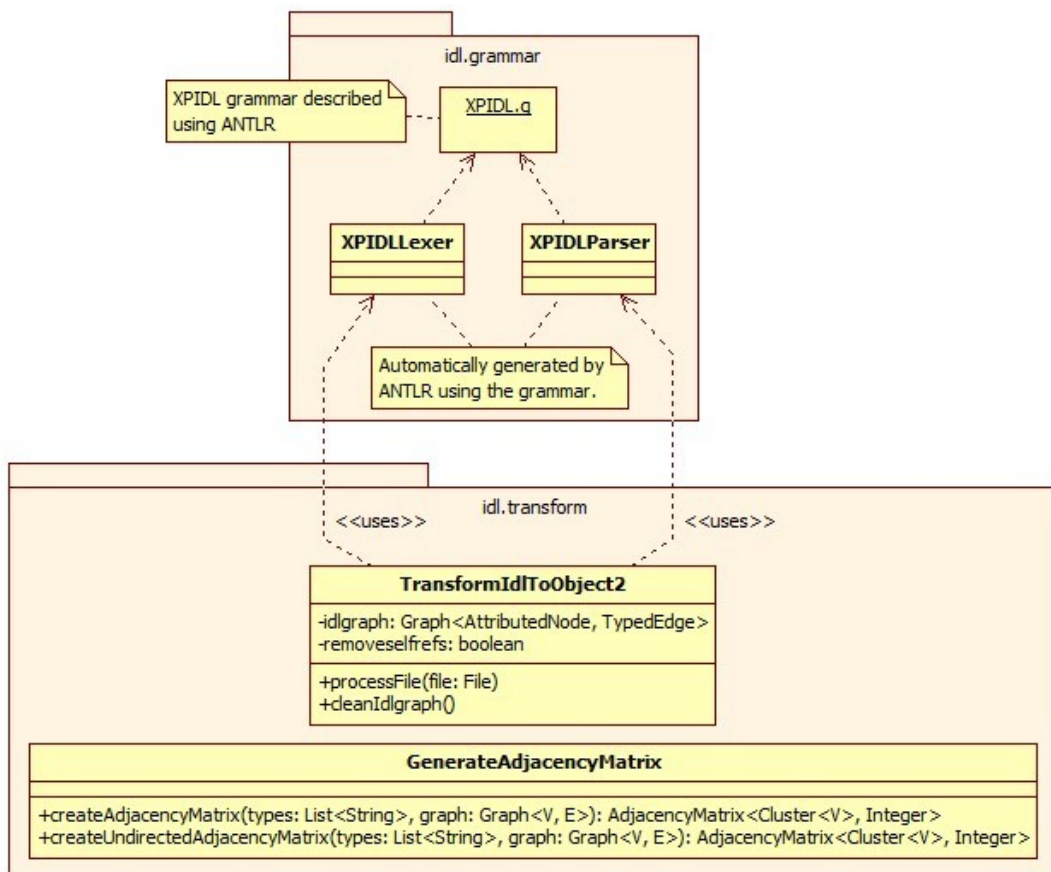 idl.grammar
XPIDL grammar described
using ANTLR
XPIDL.g
XPIDLLexer
XPIDLParser
Automatically generated by
ANTLR using the grammar.
idl.transform
<<uses>>
<<uses>>
TransformIdlToObject2
-idlgraph: Graph<AttributedNode, TypedEdge>
-removeselfrefs: boolean
+processFile(file: File)
+cleanIdlgraph()
GenerateAdjacencyMatrix
+createAdjacencyMatrix(types: List<String>, graph: Graph<V, E>): AdjacencyMatrix<Cluster<V>, Integer>
+createUndirectedAdjacencyMatrix(types: List<String>, graph: Graph<V, E>): AdjacencyMatrix<Cluster<V>, Integer>